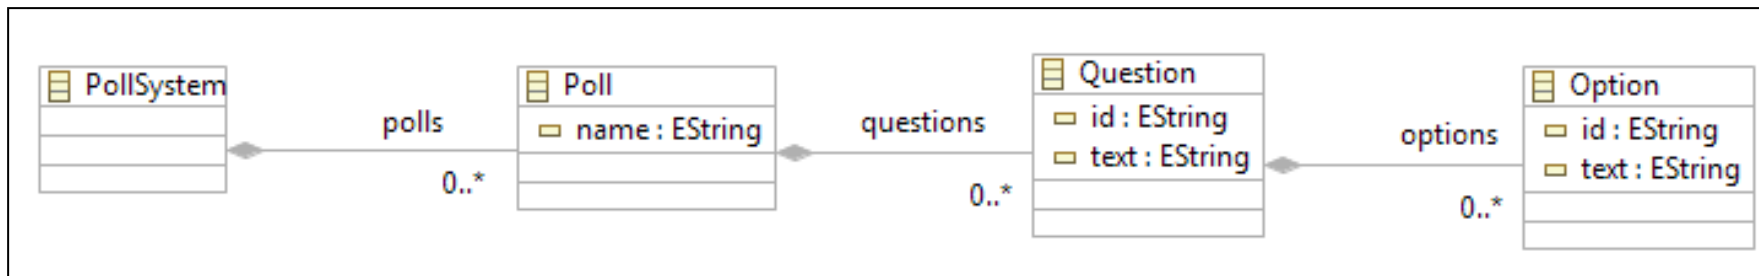 PollSystem
polls
0..*
Poll
name : EString
questions
0..*
Question
id : EString
text : EString
options
0..*
Option
id : EString
text : EString